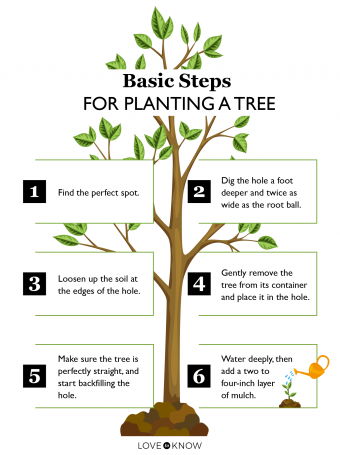 Basic Steps
FOR PLANTING A TREE
1
Find the perfect spot.
2
Dig the hole a foot
deeper and twice as
wide as the root ball.
3
Loosen up the soil at
the edges of the hole.
4
Gently remove the
tree from its container
and place it in the hole.
5
Make sure the tree is
perfectly straight, and
start backfilling the
hole.
6
Water deeply, then
add a two to
four-inch layer
of mulch.
LOVE TO KNOW